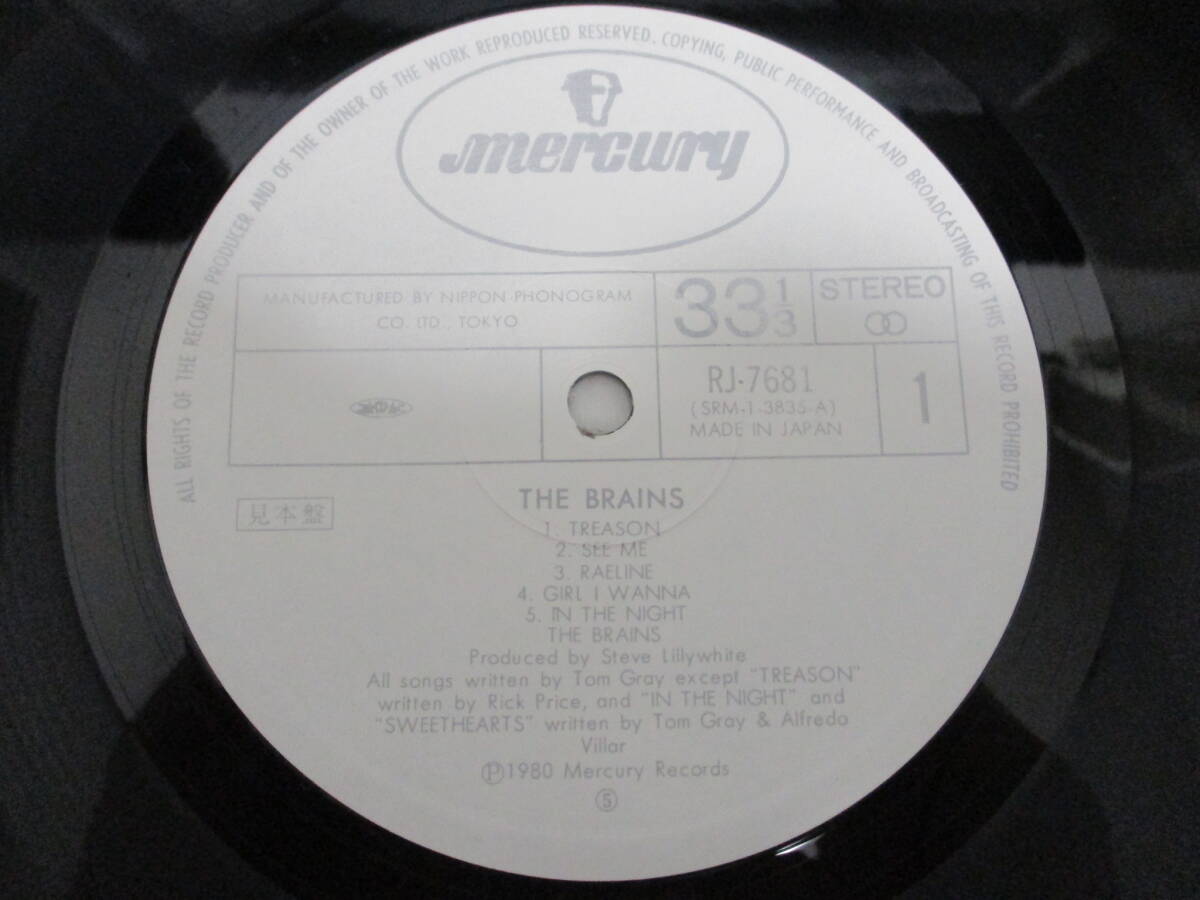 ALL RIGHTS OF THE RECORD PRODUCER AND OF THE OWNER OF THE WORK REPRODUCED RESERVED. COPYING, PUBLIC PERFORMANCE AND BROADCASTING OF THIS RECORD PROHIBITED
mercury
MANUFACTURED BY NIPPON PHONOGRAM
CO. LTD., TOKYO
33 1/3
STEREO
RJ-7681
(SRM-1-3835-A)
MADE IN JAPAN
1
見本盤
THE BRAINS
1. TREASON
2. SEE ME
3. RAELINE
4. GIRL I WANNA
5. IN THE NIGHT
THE BRAINS
Produced by Steve Lillywhite
All songs written by Tom Gray except "TREASON"
written by Rick Price, and "IN THE NIGHT" and
"SWEETHEARTS" written by Tom Gray & Alfredo
Villar
Ⓟ1980 Mercury Records
⑤